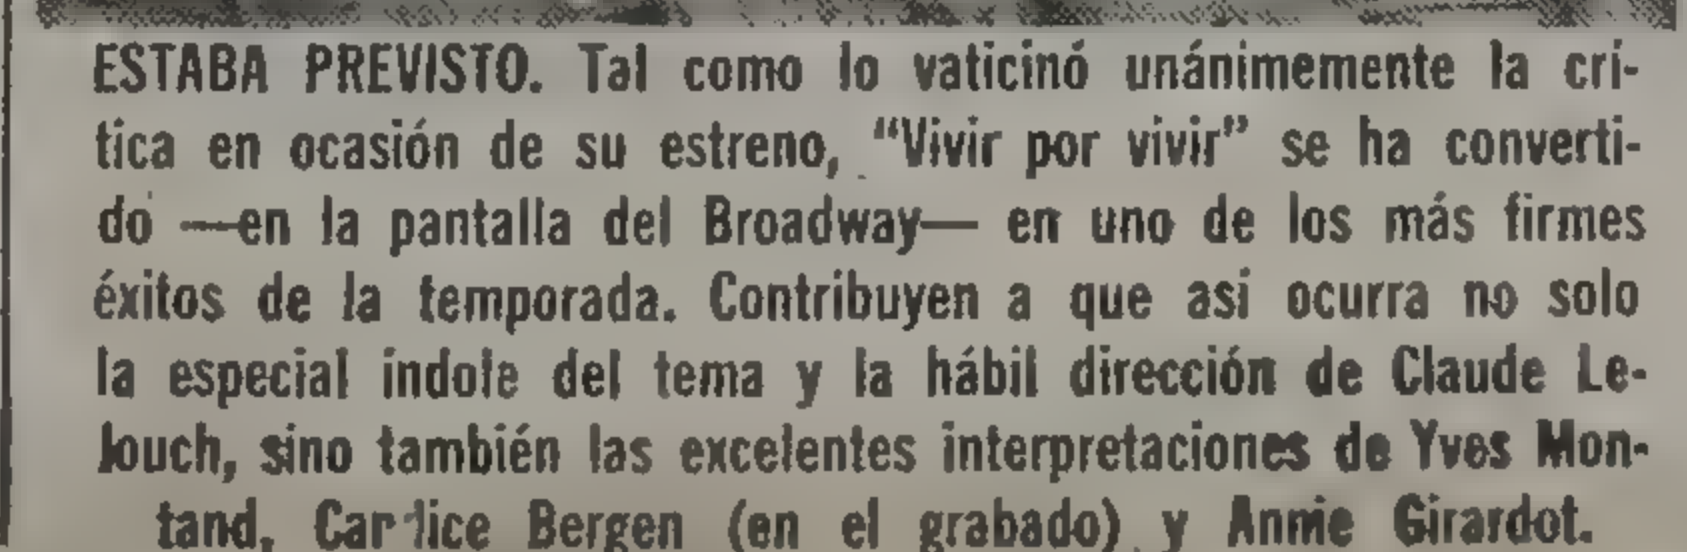 ESTABA PREVISTO. Tal como lo vaticinó unánimemente la crí-
tica en ocasión de su estreno, “Vivir por vivir” se ha converti-
do —en la pantalla del Broadway— en uno de los más firmes
éxitos de la temporada. Contribuyen a que así ocurra no solo
la especial índole del tema y la hábil dirección de Claude Le-
louch, sino también las excelentes interpretaciones de Yves Mon-
tand, Candice Bergen (en el grabado) y Annie Girardot.